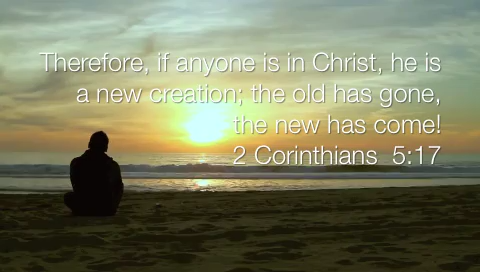 Therefore, if anyone is in Christ, he is
a new creation; the old has gone,
the new has come!
2 Corinthians 5:17